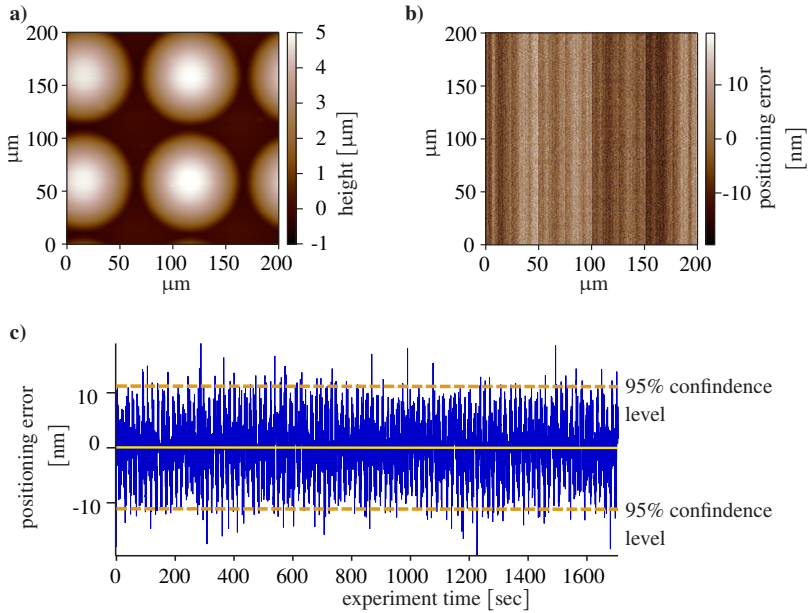 a)
200
150
100
50
0
μm
0 50 100 150 200
μm
5
4
3
2
1
0
-1
height [μm]
b)
200
150
100
50
0
μm
0 50 100 150 200
μm
10
0
-10
positioning error
[nm]
c)
positioning error
[nm]
10
0
-10
0 200 400 600 800 1000 1200 1400 1600
experiment time [sec]
95% confindence
level
95% confindence
level